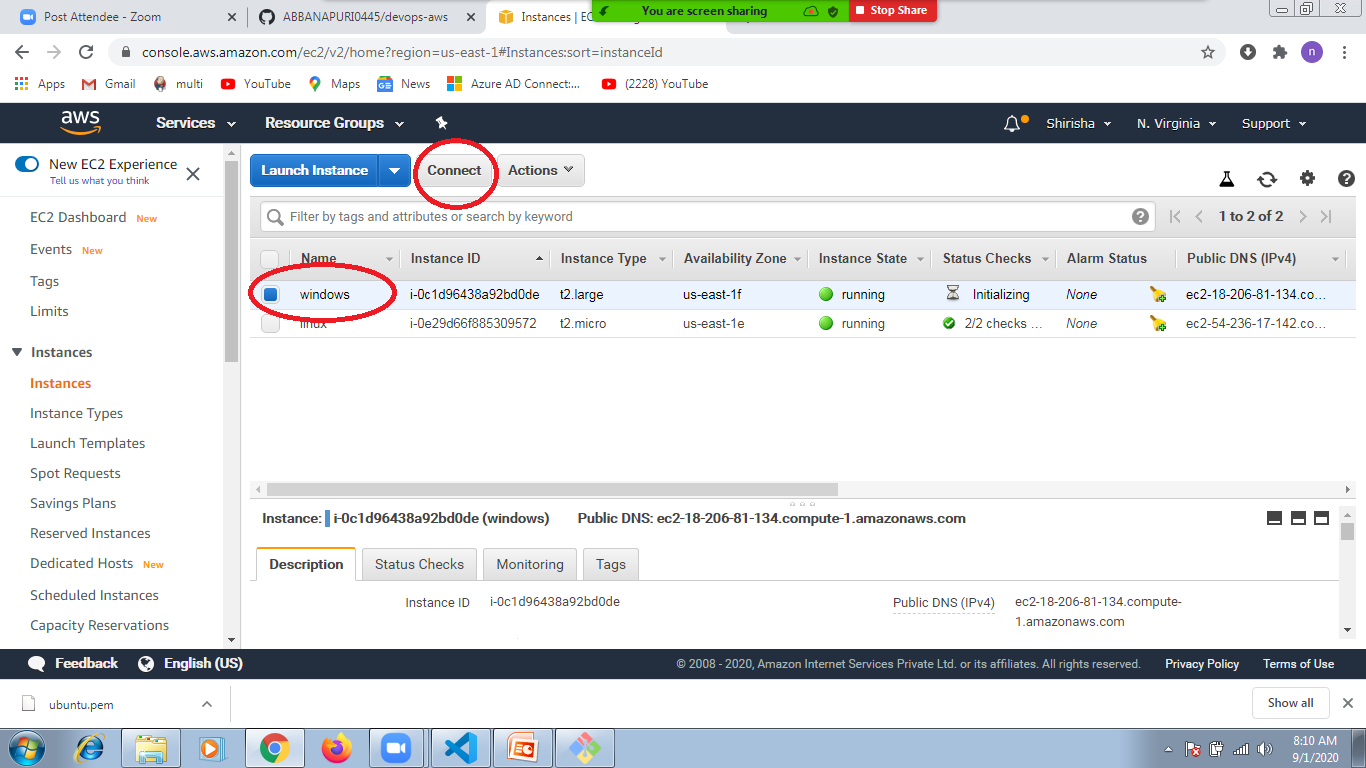 Post Attendee - Zoom
ABBANAPURI0445/devops-aws
Instances | EC
You are screen sharing
Stop Share
console.aws.amazon.com/ec2/v2/home?region=us-east-1#Instances:sort=instanceId
n
Apps
Gmail
multi
YouTube
Maps
News
Azure AD Connect:...
(2228) YouTube
aws
Services
Resource Groups
Shirisha
N. Virginia
Support
New EC2 Experience
Tell us what you think
EC2 Dashboard New
Events New
Tags
Limits
Instances
Instances
Instance Types
Launch Templates
Spot Requests
Savings Plans
Reserved Instances
Dedicated Hosts New
Scheduled Instances
Capacity Reservations
Launch Instance
Connect
Actions
Filter by tags and attributes or search by keyword
1 to 2 of 2
Name Instance ID Instance Type Availability Zone Instance State Status Checks Alarm Status Public DNS (IPv4)
windows i-0c1d96438a92bd0de t2.large us-east-1f running Initializing None ec2-18-206-81-134.co...
linux i-0e29d66f885309572 t2.micro us-east-1e running 2/2 checks ... None ec2-54-236-17-142.co...
Instance: i-0c1d96438a92bd0de (windows) Public DNS: ec2-18-206-81-134.compute-1.amazonaws.com
Description Status Checks Monitoring Tags
Instance ID i-0c1d96438a92bd0de
Public DNS (IPv4) ec2-18-206-81-134.compute-
1.amazonaws.com
Feedback
English (US)
© 2008 - 2020, Amazon Internet Services Private Ltd. or its affiliates. All rights reserved.
Privacy Policy
Terms of Use
ubuntu.pem
Show all
8:10 AM
9/1/2020